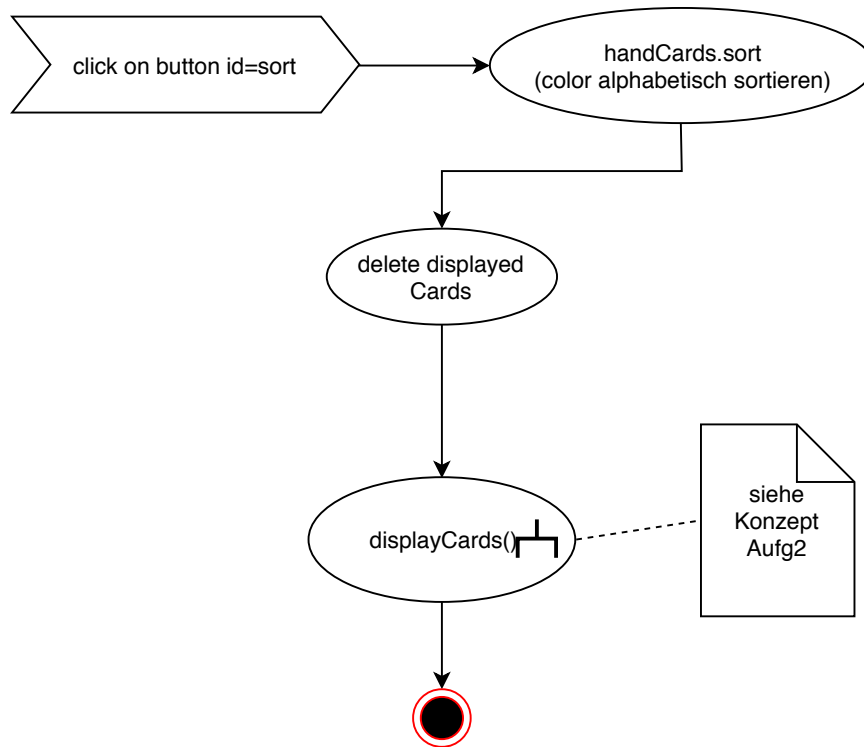 click on button id=sort
handCards.sort
(color alphabetisch sortieren)
delete displayed
Cards
displayCards()
siehe
Konzept
Aufg2